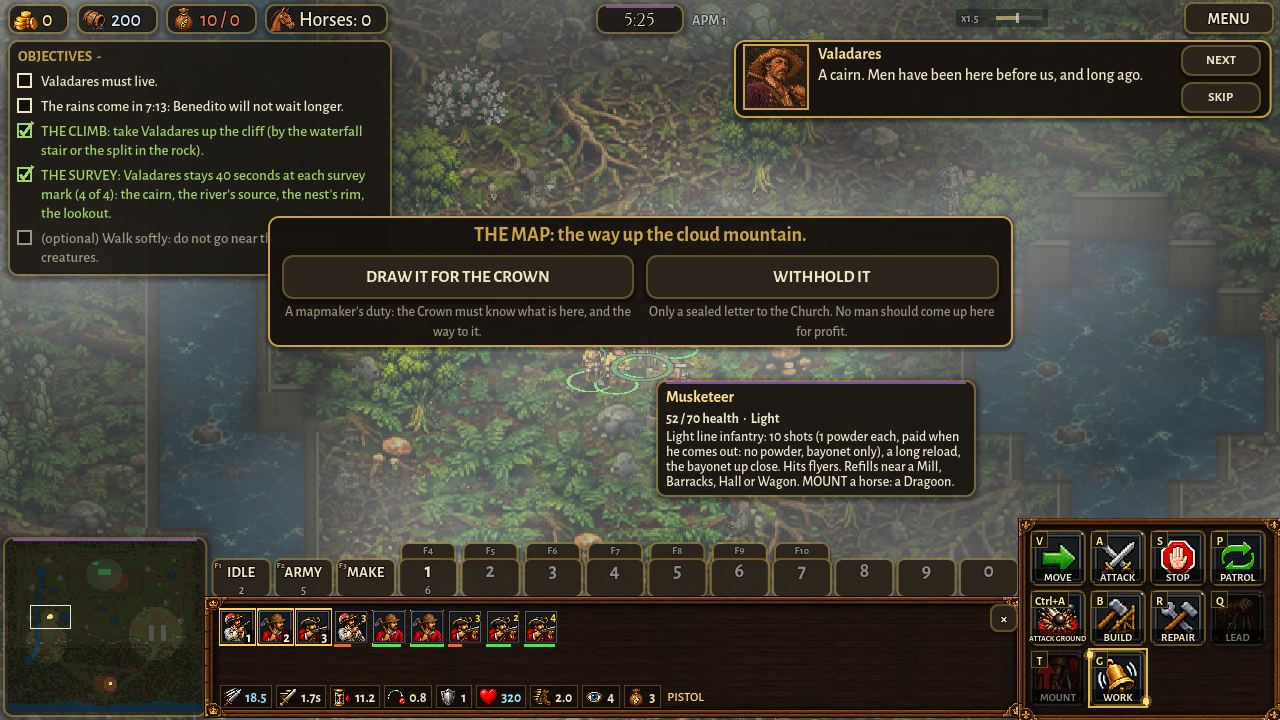 0
200
10 / 0
Horses: 0
5:25
APM 1
x1.5
MENU
OBJECTIVES -
Valadares must live.
The rains come in 7:13: Benedito will not wait longer.
THE CLIMB: take Valadares up the cliff (by the waterfall
stair or the split in the rock).
THE SURVEY: Valadares stays 40 seconds at each survey
mark (4 of 4): the cairn, the river's source, the nest's rim,
the lookout.
(optional) Walk softly: do not go near th
creatures.
Valadares
A cairn. Men have been here before us, and long ago.
NEXT
SKIP
THE MAP: the way up the cloud mountain.
DRAW IT FOR THE CROWN
WITHHOLD IT
A mapmaker's duty: the Crown must know what is here, and the
way to it.
Only a sealed letter to the Church. No man should come up here
for profit.
Musketeer
52 / 70 health · Light
Light line infantry: 10 shots (1 powder each, paid when
he comes out: no powder, bayonet only), a long reload,
the bayonet up close. Hits flyers. Refills near a Mill,
Barracks, Hall or Wagon. MOUNT a horse: a Dragoon.
F4 F5 F6 F7 F8 F9 F10
F1 IDLE F2 ARMY F3 MAKE 1 2 3 4 5 6 7 8 9 0
2 5 6
1 2 3 3 3 2 4
×
18.5 1.7s 11.2 0.8 1 320 2.0 4 3 PISTOL
V MOVE
A ATTACK
S STOP
P PATROL
Ctrl+A ATTACK GROUND
B BUILD
R REPAIR
Q LEAD
T MOUNT
G WORK